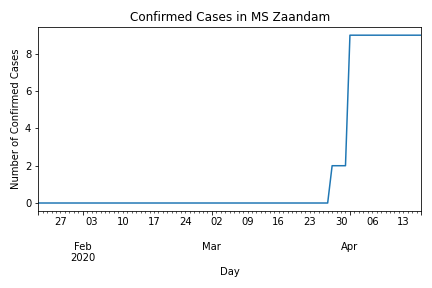 Confirmed Cases in MS Zaandam
Number of Confirmed Cases
8
6
4
2
0
27 03 10 17 24 02 09 16 23 30 06 13
Feb Mar Apr
2020
Day